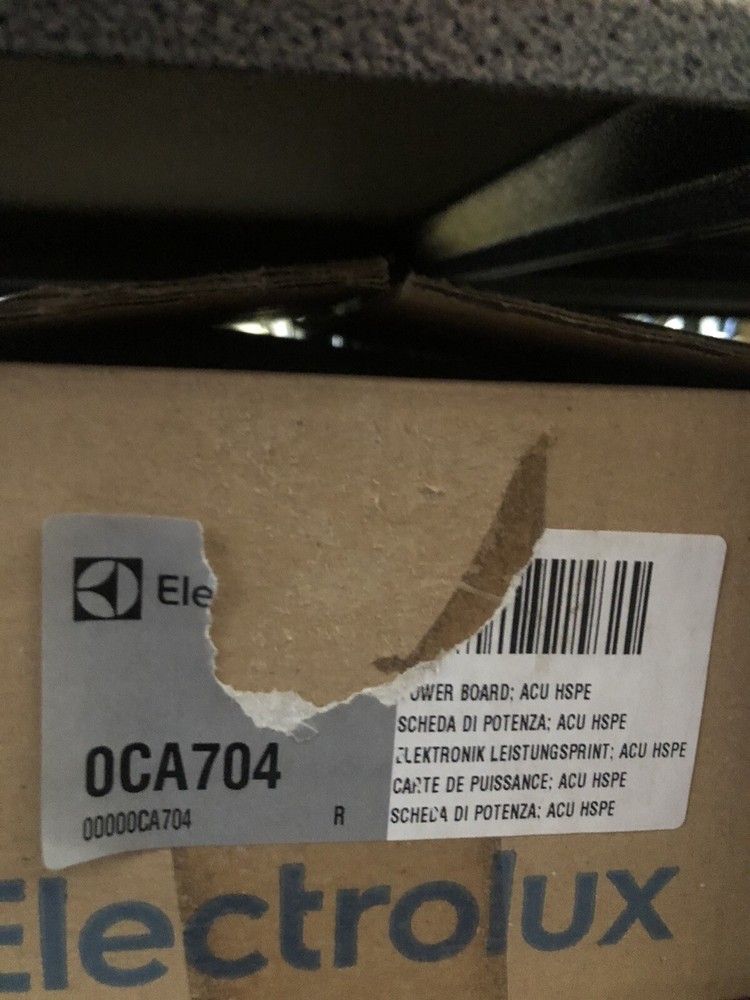 Ele
OWER BOARD; ACU HSPE
SCHEDA DI POTENZA; ACU HSPE
ELEKTRONIK LEISTUNGSPRINT; ACU HSPE
CARTE DE PUISSANCE; ACU HSPE
SCHEDA DI POTENZA; ACU HSPE
0CA704
00000CA704 R
Electrolux